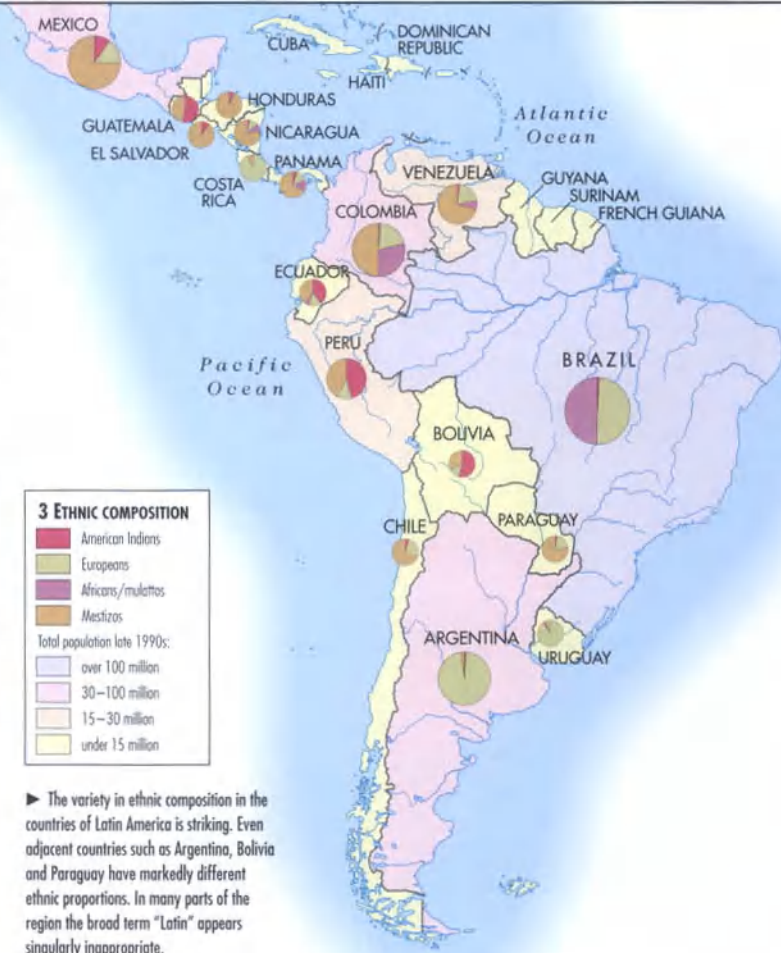 MEXICO
CUBA
DOMINICAN
REPUBLIC
HAITI
Atlantic
Ocean
HONDURAS
GUATEMALA
NICARAGUA
EL SALVADOR
PANAMA
COSTA
RICA
VENEZUELA
GUYANA
SURINAM
FRENCH GUIANA
COLOMBIA
ECUADOR
PERU
BRAZIL
Pacific
Ocean
BOLIVIA
CHILE
PARAGUAY
ARGENTINA
URUGUAY
3 ETHNIC COMPOSITION
American Indians
Europeans
Africans/mulattos
Mestizos
Total population late 1990s:
over 100 million
30–100 million
15–30 million
under 15 million
► The variety in ethnic composition in the
countries of Latin America is striking. Even
adjacent countries such as Argentina, Bolivia
and Paraguay have markedly different
ethnic proportions. In many parts of the
region the broad term "Latin" appears
singularly inappropriate.